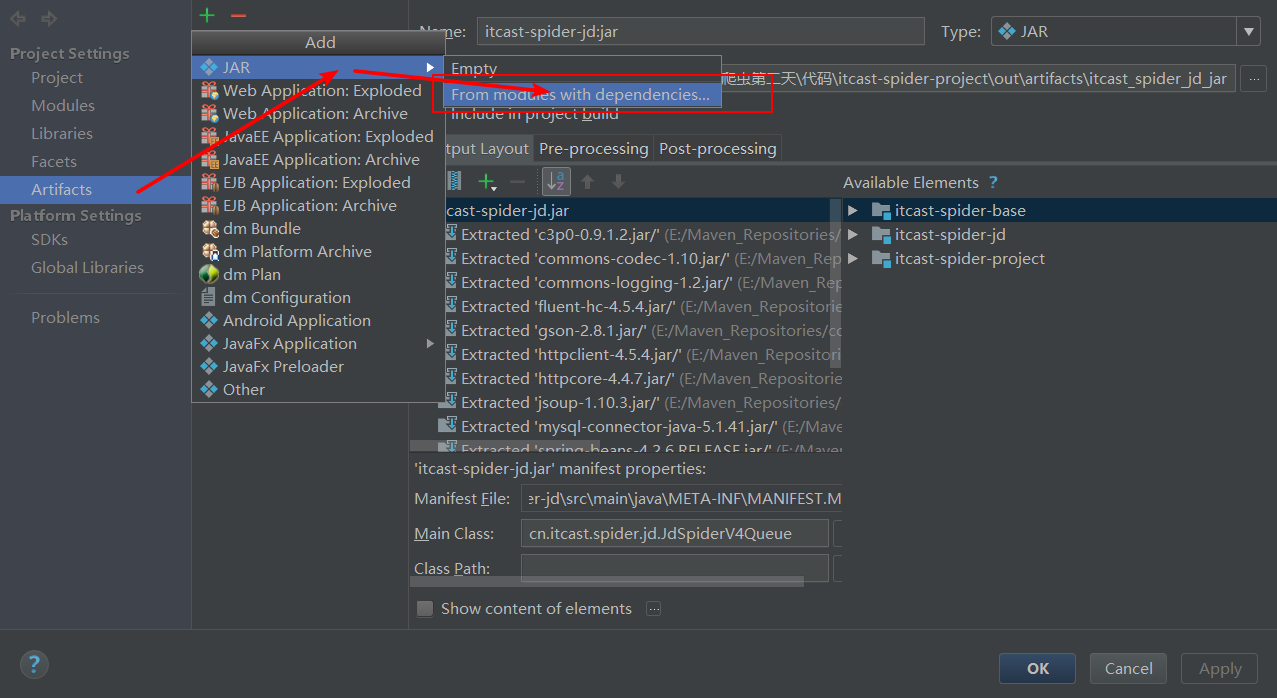 Project Settings
Project
Modules
Libraries
Facets
Artifacts
Platform Settings
SDKs
Global Libraries
Problems
Add
JAR
Web Application: Exploded
Web Application: Archive
JavaEE Application: Exploded
JavaEE Application: Archive
EJB Application: Exploded
EJB Application: Archive
dm Bundle
dm Platform Archive
dm Plan
dm Configuration
Android Application
JavaFx Application
JavaFx Preloader
Other
Empty
From modules with dependencies...
Name: itcast-spider-jd:jar
Type: JAR
爬虫第二天\代码\itcast-spider-project\out\artifacts\itcast_spider_jd_jar
...
Include in project build
tput Layout Pre-processing Post-processing
Available Elements ?
cast-spider-jd.jar
Extracted 'c3p0-0.9.1.2.jar/' (E:/Maven_Repositories/
Extracted 'commons-codec-1.10.jar/' (E:/Maven_Rep
Extracted 'commons-logging-1.2.jar/' (E:/Maven_Rep
Extracted 'fluent-hc-4.5.4.jar/' (E:/Maven_Repositorie
Extracted 'gson-2.8.1.jar/' (E:/Maven_Repositories/co
Extracted 'httpclient-4.5.4.jar/' (E:/Maven_Repositori
Extracted 'httpcore-4.4.7.jar/' (E:/Maven_Repositorie
Extracted 'jsoup-1.10.3.jar/' (E:/Maven_Repositories/
Extracted 'mysql-connector-java-5.1.41.jar/' (E:/Mave
Extracted 'spring-beans-4.2.6.RELEASE.jar/' (E:/Maven
itcast-spider-base
itcast-spider-jd
itcast-spider-project
'itcast-spider-jd.jar' manifest properties:
Manifest File: er-jd\src\main\java\META-INF\MANIFEST.M
Main Class: cn.itcast.spider.jd.JdSpiderV4Queue
Class Path:
Show content of elements ...
?
OK
Cancel
Apply